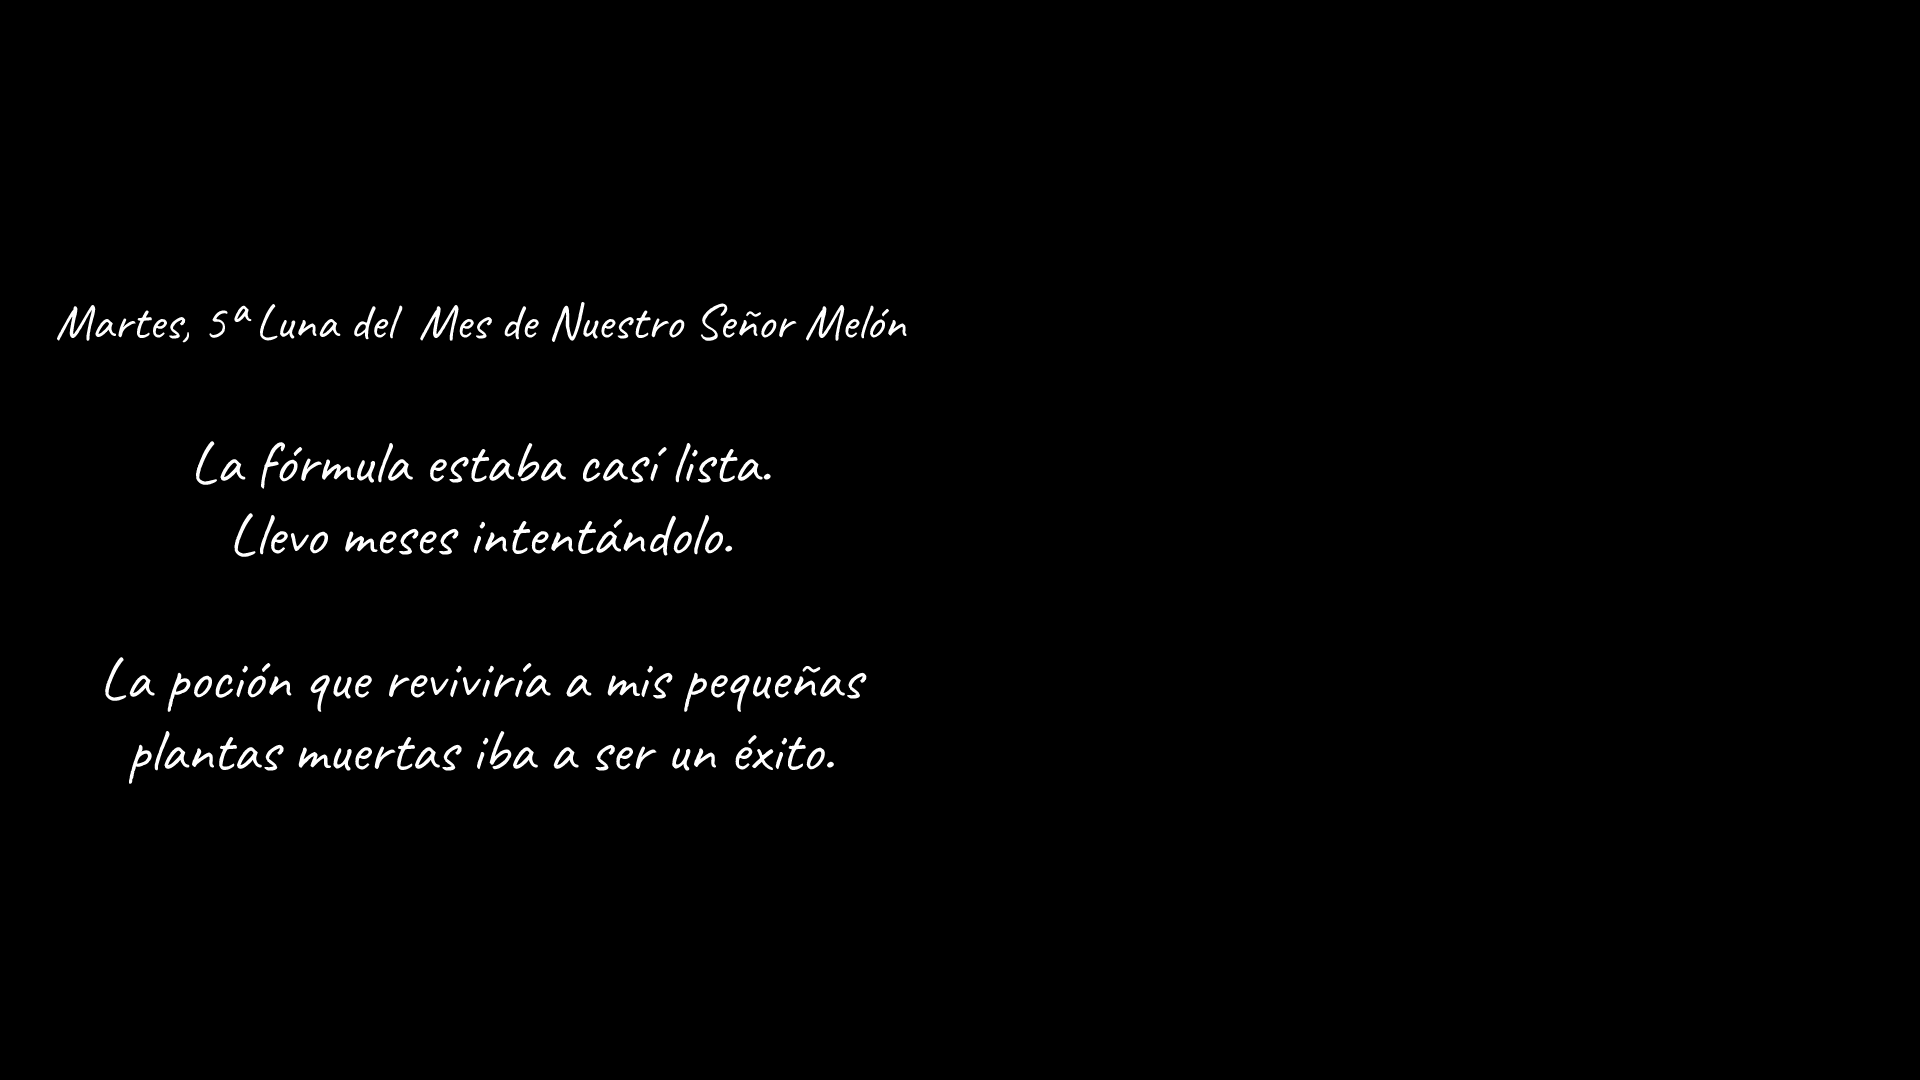 Martes, 5ª Luna del  Mes de Nuestro Señor Melón
La fórmula estaba casí lista.
Llevo meses intentándolo.
La poción que reviviría a mis pequeñas
plantas muertas iba a ser un éxito.